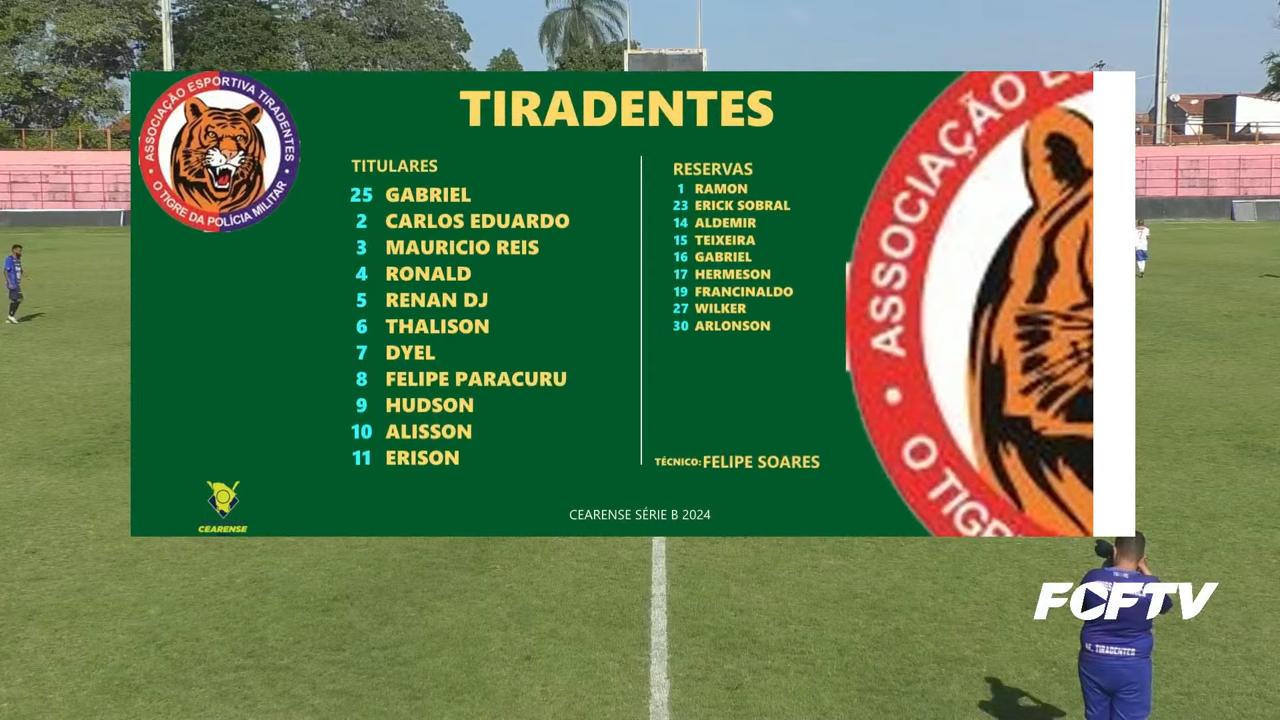 TIRADENTES
ASSOCIAÇÃO ESPORTIVA TIRADENTES
• O TIGRE DA POLÍCIA MILITAR •
TITULARES
25 GABRIEL
2 CARLOS EDUARDO
3 MAURICIO REIS
4 RONALD
5 RENAN DJ
6 THALISON
7 DYEL
8 FELIPE PARACURU
9 HUDSON
10 ALISSON
11 ERISON
RESERVAS
1 RAMON
23 ERICK SOBRAL
14 ALDEMIR
15 TEIXEIRA
16 GABRIEL
17 HERMESON
19 FRANCINALDO
27 WILKER
30 ARLONSON
TÉCNICO: FELIPE SOARES
ASSOCIAÇÃO E
• O TIGR
CEARENSE
CEARENSE SÉRIE B 2024
FCFTV
TIRADENTES